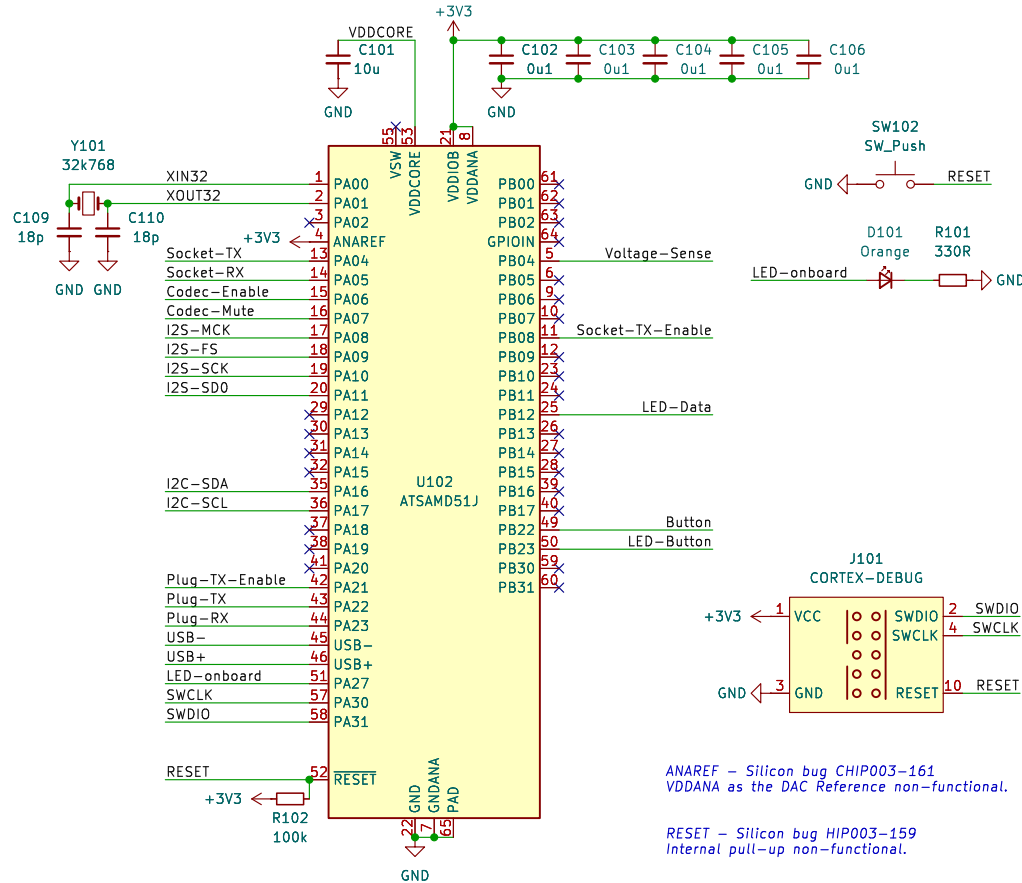 +3V3
VDDCORE
C101
10u
GND
C102
0u1
C103
0u1
C104
0u1
C105
0u1
C106
0u1
GND
55
53
21
8
VSW
VDDCORE
VDDIOB
VDDANA
Y101
32k768
XIN32
XOUT32
C109
18p
C110
18p
GND
GND
+3V3
1 PA00
2 PA01
3 PA02
4 ANAREF
Socket-TX 13 PA04
Socket-RX 14 PA05
Codec-Enable 15 PA06
Codec-Mute 16 PA07
I2S-MCK 17 PA08
I2S-FS 18 PA09
I2S-SCK 19 PA10
I2S-SDO 20 PA11
29 PA12
30 PA13
31 PA14
32 PA15
I2C-SDA 35 PA16
I2C-SCL 36 PA17
37 PA18
38 PA19
41 PA20
Plug-TX-Enable 42 PA21
Plug-TX 43 PA22
Plug-RX 44 PA23
USB- 45 USB-
USB+ 46 USB+
LED-onboard 51 PA27
SWCLK 57 PA30
SWDIO 58 PA31
RESET 52 RESET
+3V3
R102
100k
U102
ATSAMD51J
PB00 61
PB01 62
PB02 63
GPIOIN 64
PB04 5 Voltage-Sense
PB05 6
PB06 9
PB07 10
PB08 11 Socket-TX-Enable
PB09 12
PB10 23
PB11 24
PB12 25 LED-Data
PB13 26
PB14 27
PB15 28
PB16 39
PB17 40
PB22 49 Button
PB23 50 LED-Button
PB30 59
PB31 60
GND
GNDANA
PAD
22
7
65
GND
SW102
SW_Push
GND
RESET
D101
Orange
R101
330R
LED-onboard
GND
J101
CORTEX-DEBUG
+3V3 1 VCC
SWDIO 2 SWDIO
SWCLK 4 SWCLK
GND 3 GND
RESET 10 RESET
ANAREF - Silicon bug CHIP003-161
VDDANA as the DAC Reference non-functional.
RESET - Silicon bug HIP003-159
Internal pull-up non-functional.